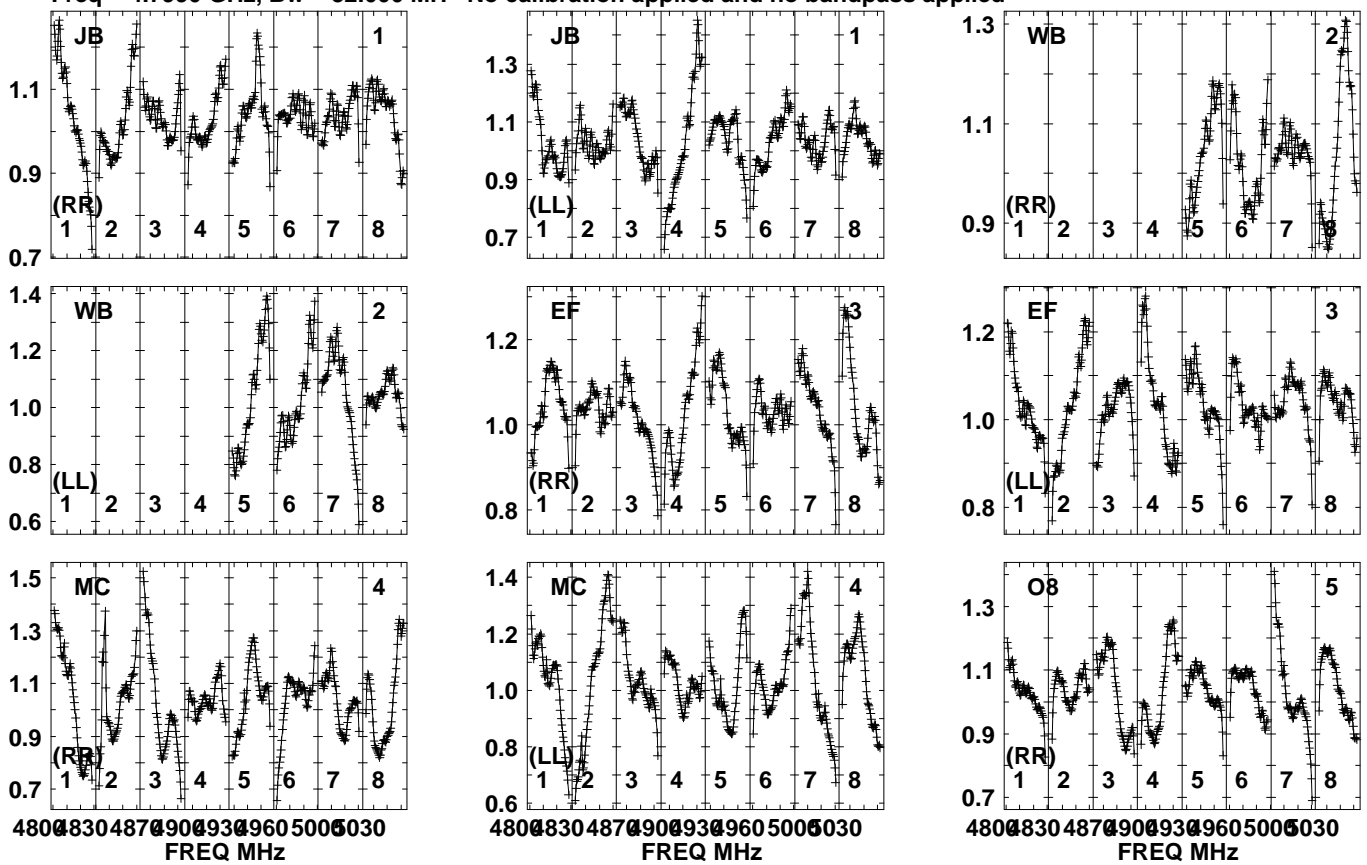 Freq = GHz, Bw = MH No calibration applied and no bandpass applied
JB 1
1.1
0.9
0.7
(RR)
1 2 3 4 5 6 7 8
JB 1
1.3
1.1
0.9
0.7
(LL)
1 2 3 4 5 6 7 8
WB 2
1.3
1.1
0.9
(RR)
1 2 3 4 5 6 7 8
WB 2
1.4
1.2
1.0
0.8
0.6
(LL)
1 2 3 4 5 6 7 8
EF 3
1.2
1.0
0.8
(RR)
1 2 3 4 5 6 7 8
EF 3
1.2
1.0
0.8
(LL)
1 2 3 4 5 6 7 8
MC 4
1.5
1.3
1.1
0.9
0.7
(RR)
1 2 3 4 5 6 7 8
4800 4830 4870 4900 4930 4960 5000 5030
FREQ MHz
MC 4
1.4
1.2
1.0
0.8
0.6
(LL)
1 2 3 4 5 6 7 8
4800 4830 4870 4900 4930 4960 5000 5030
FREQ MHz
O8 5
1.3
1.1
0.9
0.7
(RR)
1 2 3 4 5 6 7 8
4800 4830 4870 4900 4930 4960 5000 5030
FREQ MHz